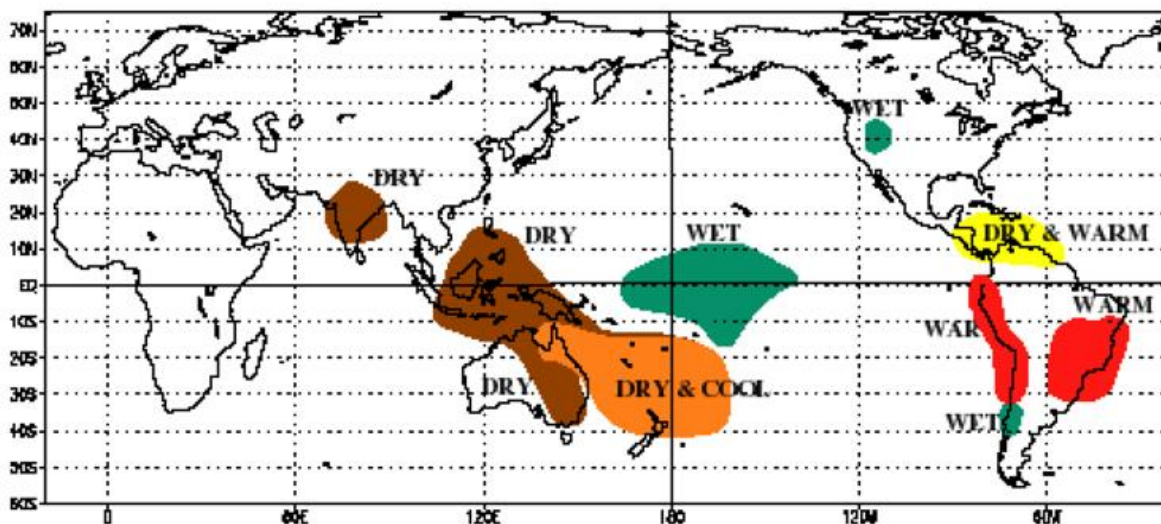 70N
60N
WET
50N
40N
30N
DRY
20N
DRY
WET
DRY & WARM
10N
EQ
WARM
10S
WAR
20S
DRY
DRY & COOL
30S
WET
40S
50S
60S
0
60E
120E
180
120W
60W